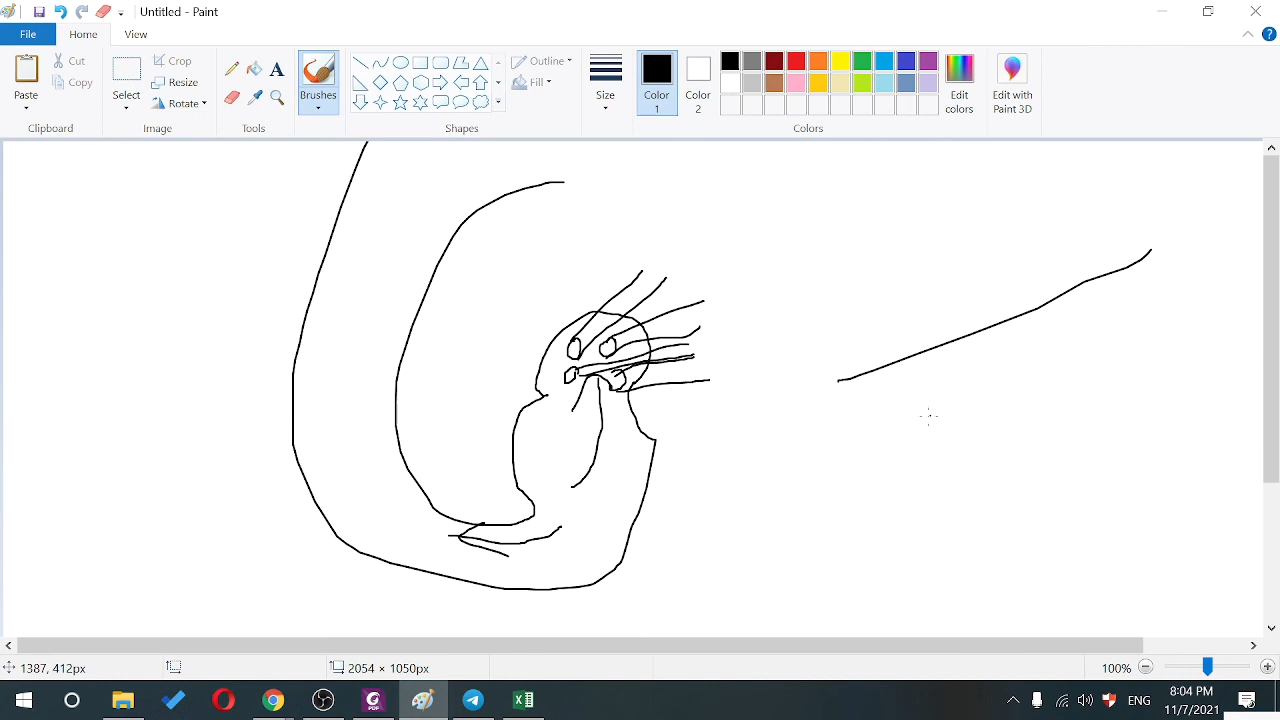 Untitled - Paint
File
Home
View
Paste
Cut
Copy
Clipboard
Select
Crop
Resize
Rotate
Image
A
Tools
Brushes
Outline
Fill
Shapes
Size
Color
1
Color
2
Edit
colors
Edit with
Paint 3D
Colors
1387, 412px
2054 × 1050px
100%
ENG
8:04 PM
11/7/2021